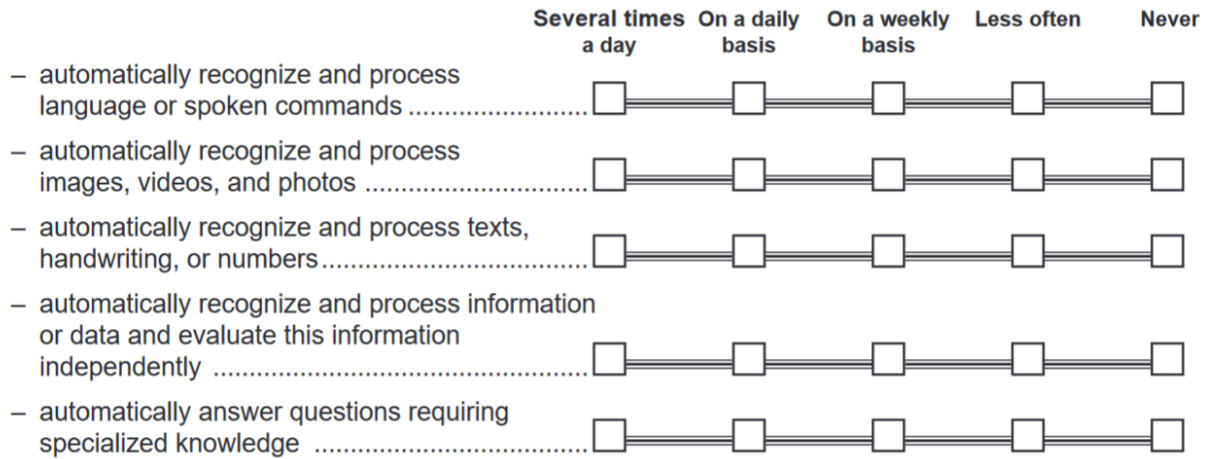 Several times On a daily On a weekly Less often Never
a day basis basis
– automatically recognize and process
language or spoken commands ........................
– automatically recognize and process
images, videos, and photos ..............................
– automatically recognize and process texts,
handwriting, or numbers....................................
– automatically recognize and process information
or data and evaluate this information
independently ...................................................
– automatically answer questions requiring
specialized knowledge .....................................